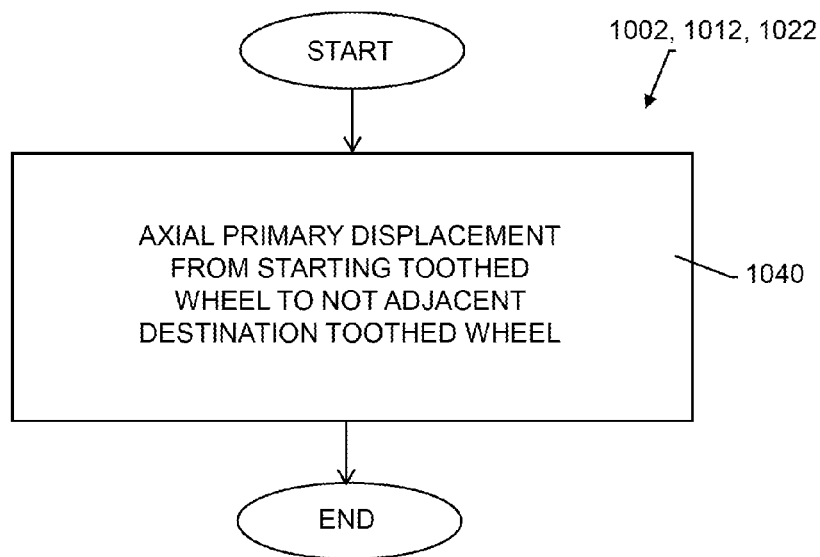 START
1002, 1012, 1022
AXIAL PRIMARY DISPLACEMENT
FROM STARTING TOOTHED
WHEEL TO NOT ADJACENT
DESTINATION TOOTHED WHEEL
1040
END